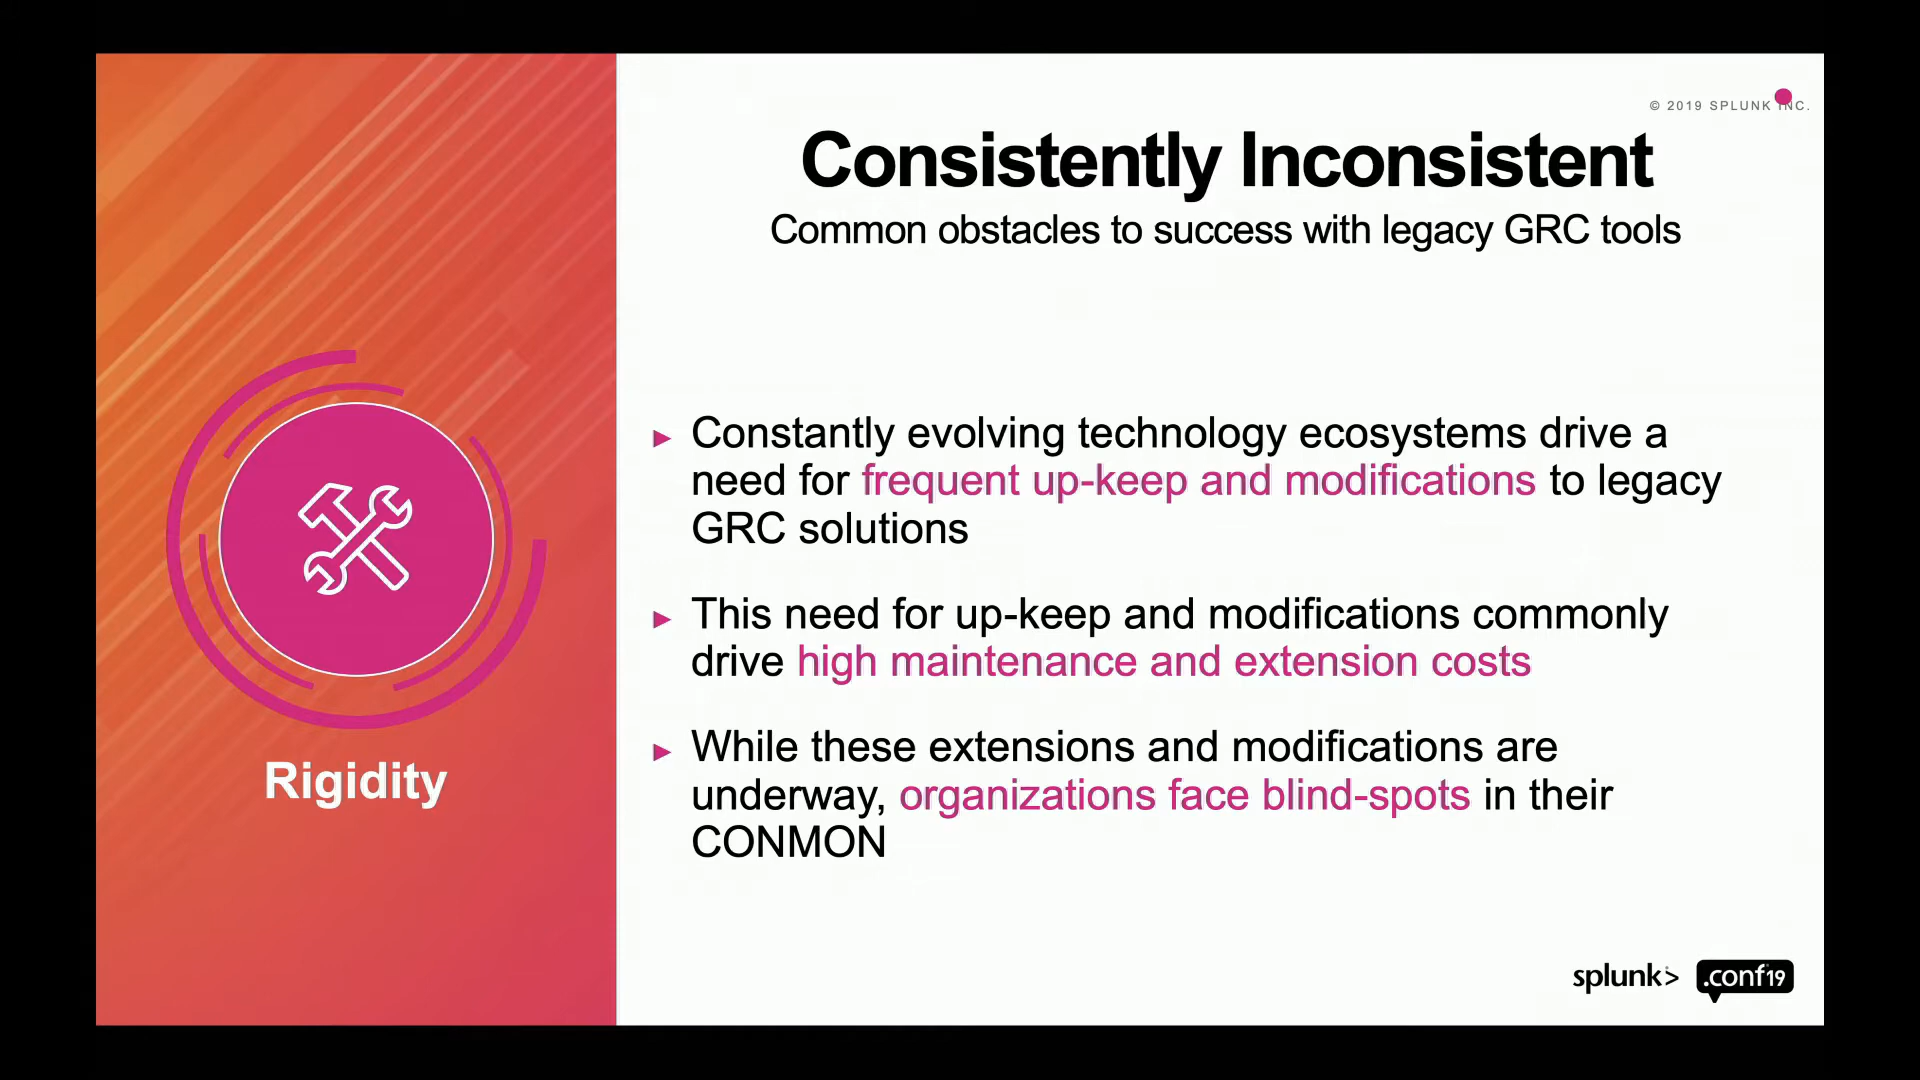 © 2019 SPLUNK INC.
Consistently Inconsistent
Common obstacles to success with legacy GRC tools
► Constantly evolving technology ecosystems drive a
need for frequent up-keep and modifications to legacy
GRC solutions
► This need for up-keep and modifications commonly
drive high maintenance and extension costs
► While these extensions and modifications are
underway, organizations face blind-spots in their
CONMON
Rigidity
splunk> .conf19